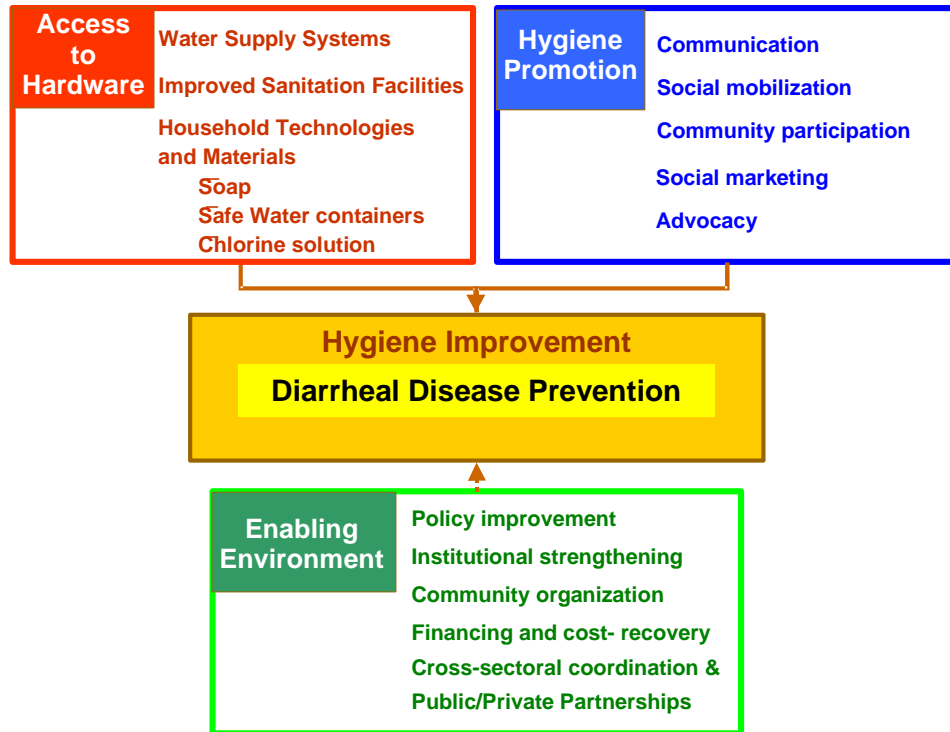 Access
to
Hardware
Water Supply Systems
Improved Sanitation Facilities
Household Technologies
and Materials
Soap
Safe Water containers
Chlorine solution
Hygiene
Promotion
Communication
Social mobilization
Community participation
Social marketing
Advocacy
Hygiene Improvement
Diarrheal Disease Prevention
Enabling
Environment
Policy improvement
Institutional strengthening
Community organization
Financing and cost- recovery
Cross-sectoral coordination &
Public/Private Partnerships